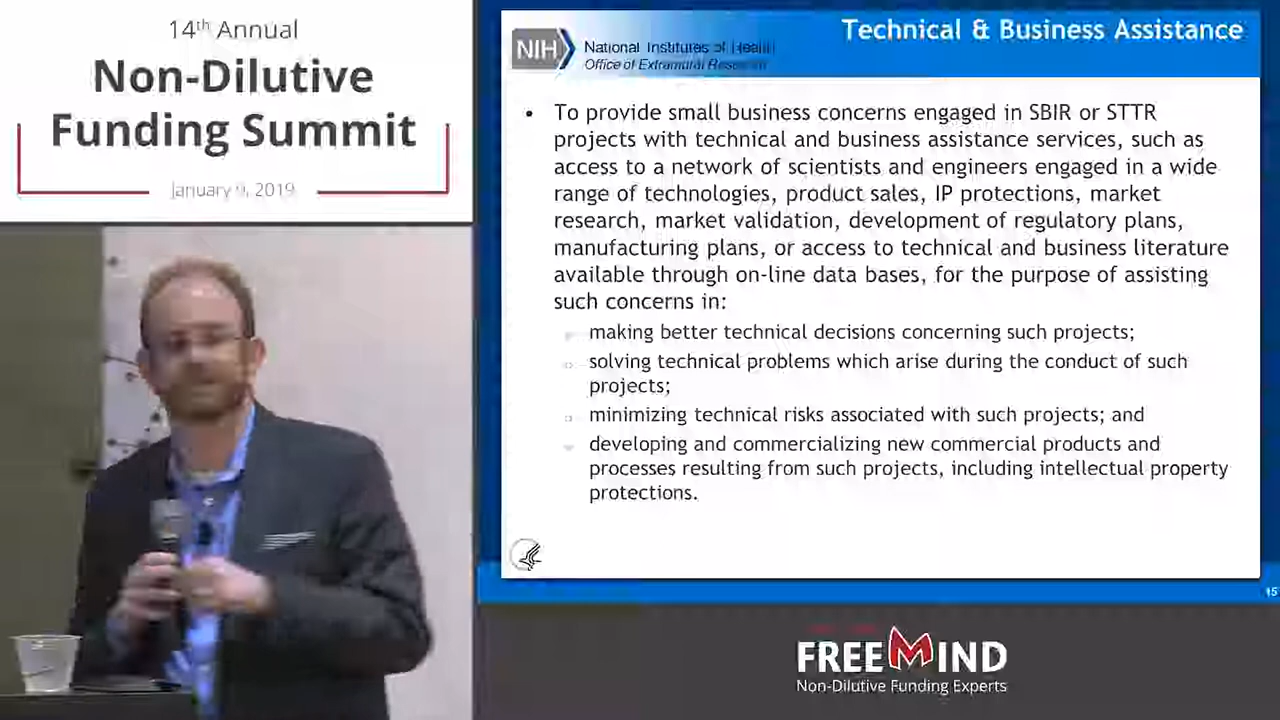 14th Annual
Non-Dilutive
Funding Summit
January 9, 2019
NIH
National Institutes of Health
Office of Extramural Research
Technical & Business Assistance
• To provide small business concerns engaged in SBIR or STTR
projects with technical and business assistance services, such as
access to a network of scientists and engineers engaged in a wide
range of technologies, product sales, IP protections, market
research, market validation, development of regulatory plans,
manufacturing plans, or access to technical and business literature
available through on-line data bases, for the purpose of assisting
such concerns in:
making better technical decisions concerning such projects;
solving technical problems which arise during the conduct of such
projects;
minimizing technical risks associated with such projects; and
developing and commercializing new commercial products and
processes resulting from such projects, including intellectual property
protections.
15
FREEMIND
Non-Dilutive Funding Experts